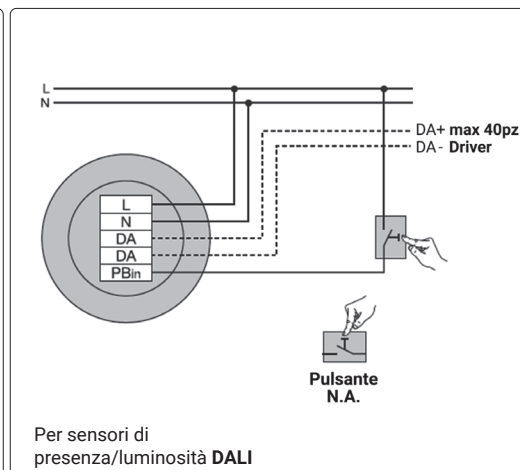 L
N
DA+ max 40pz
DA- Driver
L
N
DA
DA
PBin
Pulsante
N.A.
Per sensori di
presenza/luminosità DALI